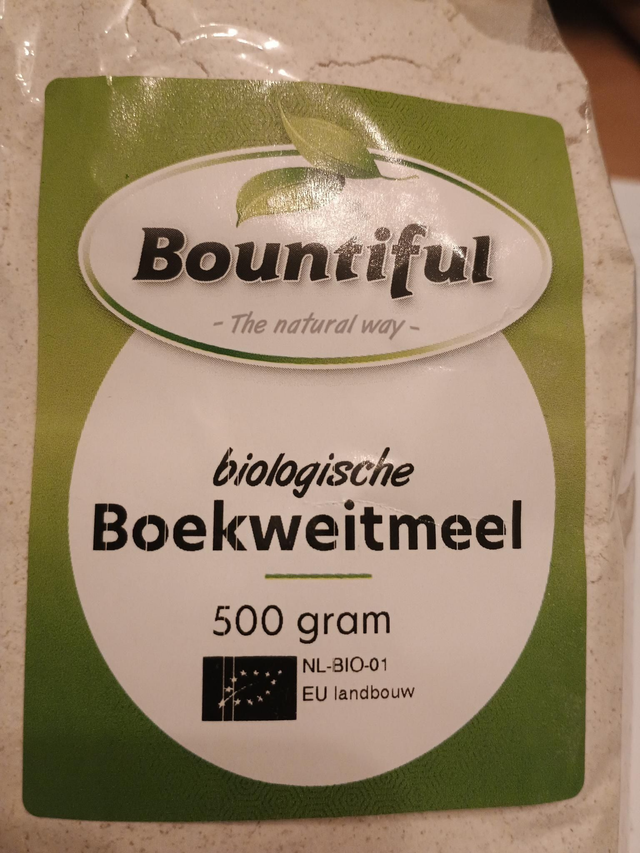 Bountiful
- The natural way -
biologische
Boekweitmeel
500 gram
NL-BIO-01
EU landbouw